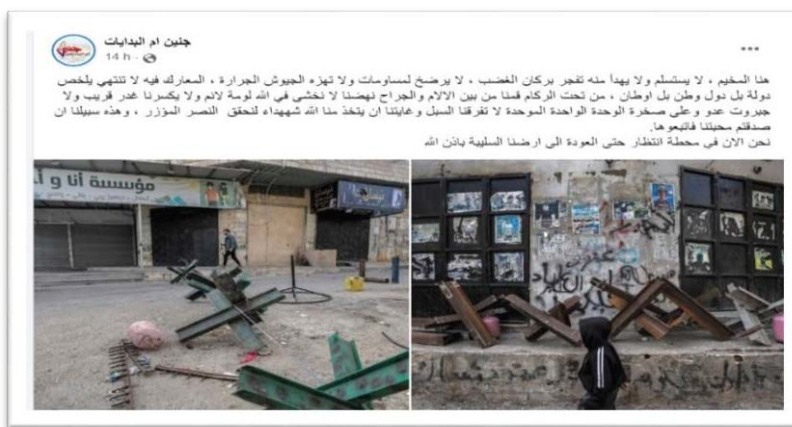 جنين ام البدايات
14 h
هنا المخيم ، لا يستسلم ولا يهدأ منه تفجر بركان الغضب ، لا يرضخ لمساومات ولا تهزه الجيوش الجرارة ، المعارك فيه لا تنتهي يلخص
دولة بل دول وطن بل اوطان ، من تحت الركام قمنا من بين الالام والجراح نهضنا لا نخشى في الله لومة لائم ولا يكسرنا غدر قريب ولا
جبروت عدو وعلى صخرة الوحدة الواحدة الموحدة لا تفرقنا السبل وغايتنا ان يتخذ منا الله شههداء لنحقق النصر المؤزر ، وهذه سبيلنا ان
صدقتم محبتنا فاتبعوها.
نحن الان في محطة انتظار حتى العودة الى ارضنا السليبة باذن الله
مؤسسة أنا و